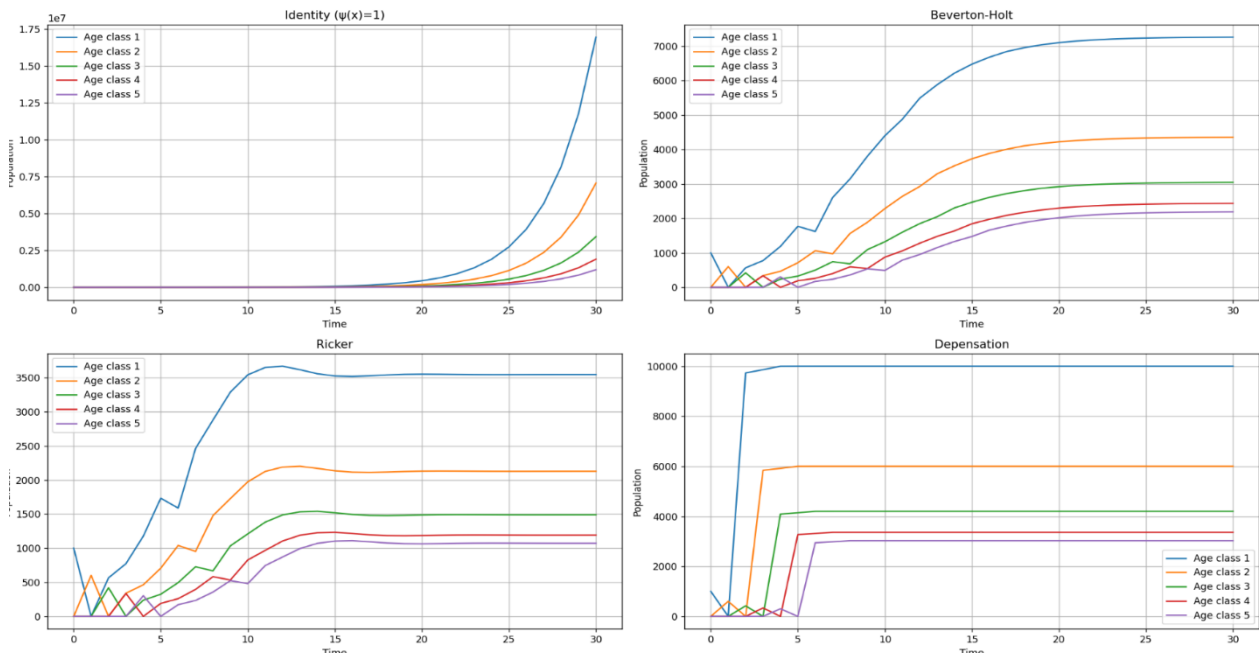 Identity (ψ(x)=1)
1e7
1.75
1.50
1.25
1.00
0.75
0.50
0.25
0.00
Population
Age class 1
Age class 2
Age class 3
Age class 4
Age class 5
0 5 10 15 20 25 30
Time
Beverton-Holt
7000
6000
5000
4000
3000
2000
1000
0
Population
Age class 1
Age class 2
Age class 3
Age class 4
Age class 5
0 5 10 15 20 25 30
Time
Ricker
3500
3000
2500
2000
1500
1000
500
0
Population
Age class 1
Age class 2
Age class 3
Age class 4
Age class 5
0 5 10 15 20 25 30
Time
Depensation
10000
8000
6000
4000
2000
0
Population
Age class 1
Age class 2
Age class 3
Age class 4
Age class 5
0 5 10 15 20 25 30
Time